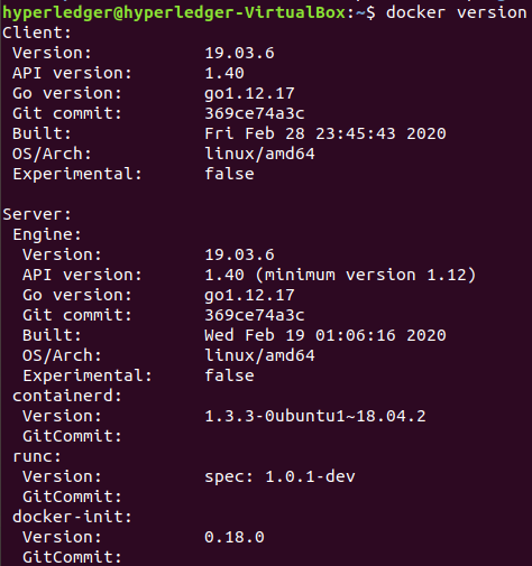 hyperledger@hyperledger-VirtualBox:~$ docker version
Client:
 Version:           19.03.6
 API version:       1.40
 Go version:        go1.12.17
 Git commit:        369ce74a3c
 Built:             Fri Feb 28 23:45:43 2020
 OS/Arch:           linux/amd64
 Experimental:      false

Server:
 Engine:
  Version:          19.03.6
  API version:      1.40 (minimum version 1.12)
  Go version:       go1.12.17
  Git commit:       369ce74a3c
  Built:            Wed Feb 19 01:06:16 2020
  OS/Arch:          linux/amd64
  Experimental:     false
 containerd:
  Version:          1.3.3-0ubuntu1~18.04.2
  GitCommit:
 runc:
  Version:          spec: 1.0.1-dev
  GitCommit:
 docker-init:
  Version:          0.18.0
  GitCommit: